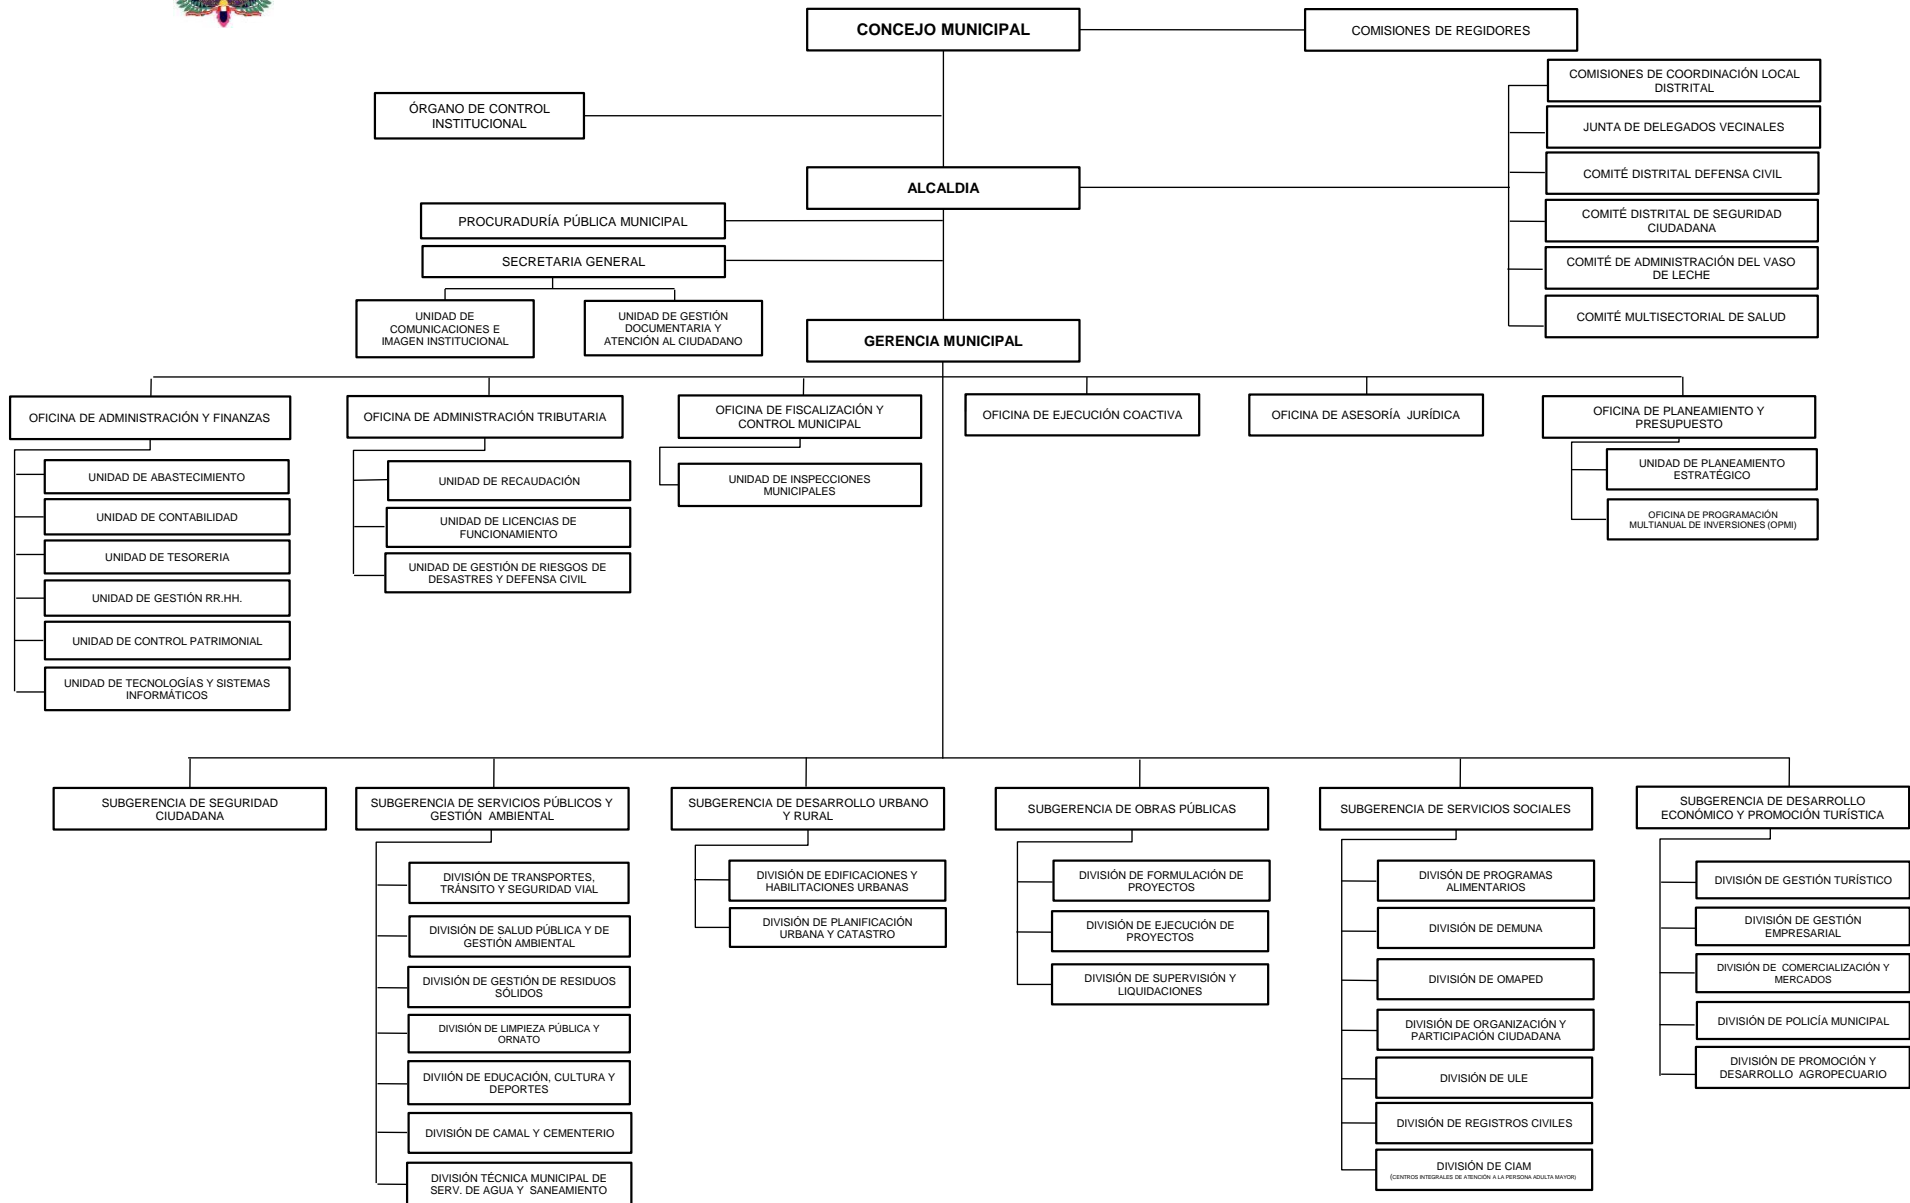 CONCEJO MUNICIPAL
COMISIONES DE REGIDORES
COMISIONES DE COORDINACIÓN LOCAL
DISTRITAL
ÓRGANO DE CONTROL
INSTITUCIONAL
JUNTA DE DELEGADOS VECINALES
COMITÉ DISTRITAL DEFENSA CIVIL
ALCALDIA
PROCURADURÍA PÚBLICA MUNICIPAL
COMITÉ DISTRITAL DE SEGURIDAD
CIUDADANA
SECRETARIA GENERAL
COMITÉ DE ADMINISTRACIÓN DEL VASO
DE LECHE
UNIDAD DE
COMUNICACIONES E
IMAGEN INSTITUCIONAL
UNIDAD DE GESTIÓN
DOCUMENTARIA Y
ATENCIÓN AL CIUDADANO
COMITÉ MULTISECTORIAL DE SALUD
GERENCIA MUNICIPAL
OFICINA DE ADMINISTRACIÓN Y FINANZAS
OFICINA DE ADMINISTRACIÓN TRIBUTARIA
OFICINA DE FISCALIZACIÓN Y
CONTROL MUNICIPAL
OFICINA DE EJECUCIÓN COACTIVA
OFICINA DE ASESORÍA JURÍDICA
OFICINA DE PLANEAMIENTO Y
PRESUPUESTO
UNIDAD DE ABASTECIMIENTO
UNIDAD DE CONTABILIDAD
UNIDAD DE TESORERIA
UNIDAD DE GESTIÓN RR.HH.
UNIDAD DE CONTROL PATRIMONIAL
UNIDAD DE TECNOLOGÍAS Y SISTEMAS
INFORMÁTICOS
UNIDAD DE RECAUDACIÓN
UNIDAD DE LICENCIAS DE
FUNCIONAMIENTO
UNIDAD DE GESTIÓN DE RIESGOS DE
DESASTRES Y DEFENSA CIVIL
UNIDAD DE INSPECCIONES
MUNICIPALES
UNIDAD DE PLANEAMIENTO
ESTRATÉGICO
OFICINA DE PROGRAMACIÓN
MULTIANUAL DE INVERSIONES (OPMI)
SUBGERENCIA DE SEGURIDAD
CIUDADANA
SUBGERENCIA DE SERVICIOS PÚBLICOS Y
GESTIÓN AMBIENTAL
SUBGERENCIA DE DESARROLLO URBANO
Y RURAL
SUBGERENCIA DE OBRAS PÚBLICAS
SUBGERENCIA DE SERVICIOS SOCIALES
SUBGERENCIA DE DESARROLLO
ECONÓMICO Y PROMOCIÓN TURÍSTICA
DIVISIÓN DE TRANSPORTES,
TRÁNSITO Y SEGURIDAD VIAL
DIVISIÓN DE SALUD PÚBLICA Y DE
GESTIÓN AMBIENTAL
DIVISIÓN DE GESTIÓN DE RESIDUOS
SÓLIDOS
DIVISIÓN DE LIMPIEZA PÚBLICA Y
ORNATO
DIVIIÓN DE EDUCACIÓN, CULTURA Y
DEPORTES
DIVISIÓN DE CAMAL Y CEMENTERIO
DIVISIÓN TÉCNICA MUNICIPAL DE
SERV. DE AGUA Y SANEAMIENTO
DIVISIÓN DE EDIFICACIONES Y
HABILITACIONES URBANAS
DIVISIÓN DE PLANIFICACIÓN
URBANA Y CATASTRO
DIVISIÓN DE FORMULACIÓN DE
PROYECTOS
DIVISIÓN DE EJECUCIÓN DE
PROYECTOS
DIVISIÓN DE SUPERVISIÓN Y
LIQUIDACIONES
DIVISÓN DE PROGRAMAS
ALIMENTARIOS
DIVISIÓN DE DEMUNA
DIVISIÓN DE OMAPED
DIVISIÓN DE ORGANIZACIÓN Y
PARTICIPACIÓN CIUDADANA
DIVISIÓN DE ULE
DIVISIÓN DE REGISTROS CIVILES
DIVISIÓN DE CIAM
(CENTROS INTEGRALES DE ATENCIÓN A LA PERSONA ADULTA MAYOR)
DIVISIÓN DE GESTIÓN TURÍSTICO
DIVISIÓN DE GESTIÓN
EMPRESARIAL
DIVISIÓN DE COMERCIALIZACIÓN Y
MERCADOS
DIVISIÓN DE POLICÍA MUNICIPAL
DIVISIÓN DE PROMOCIÓN Y
DESARROLLO AGROPECUARIO